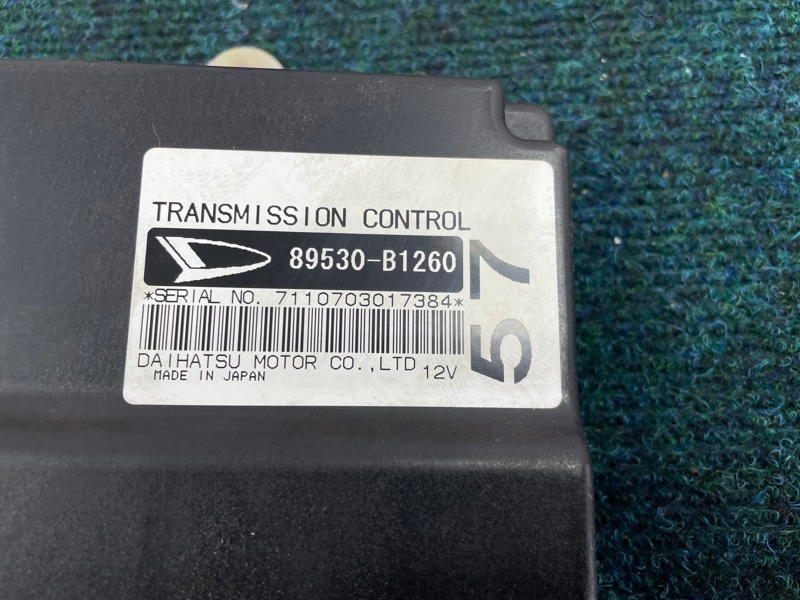 TRANSMISSION CONTROL
89530-B1260
*SERIAL NO. 7110703017384*
DAIHATSU MOTOR CO.,LTD 12V
MADE IN JAPAN
57